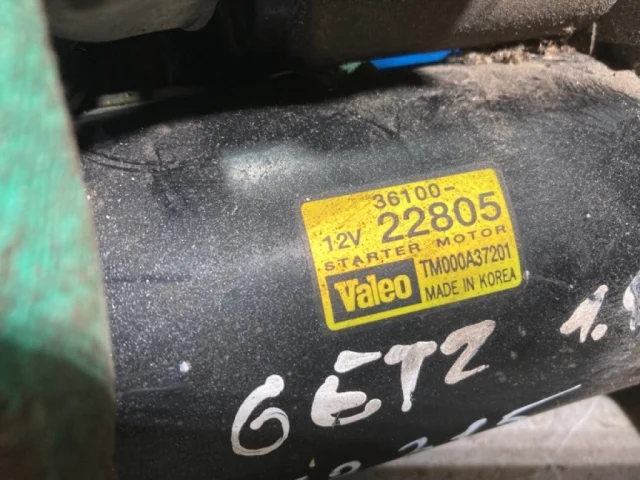 36100-
12V 22805
STARTER MOTOR
Valeo TM000A37201
MADE IN KOREA
GETZ